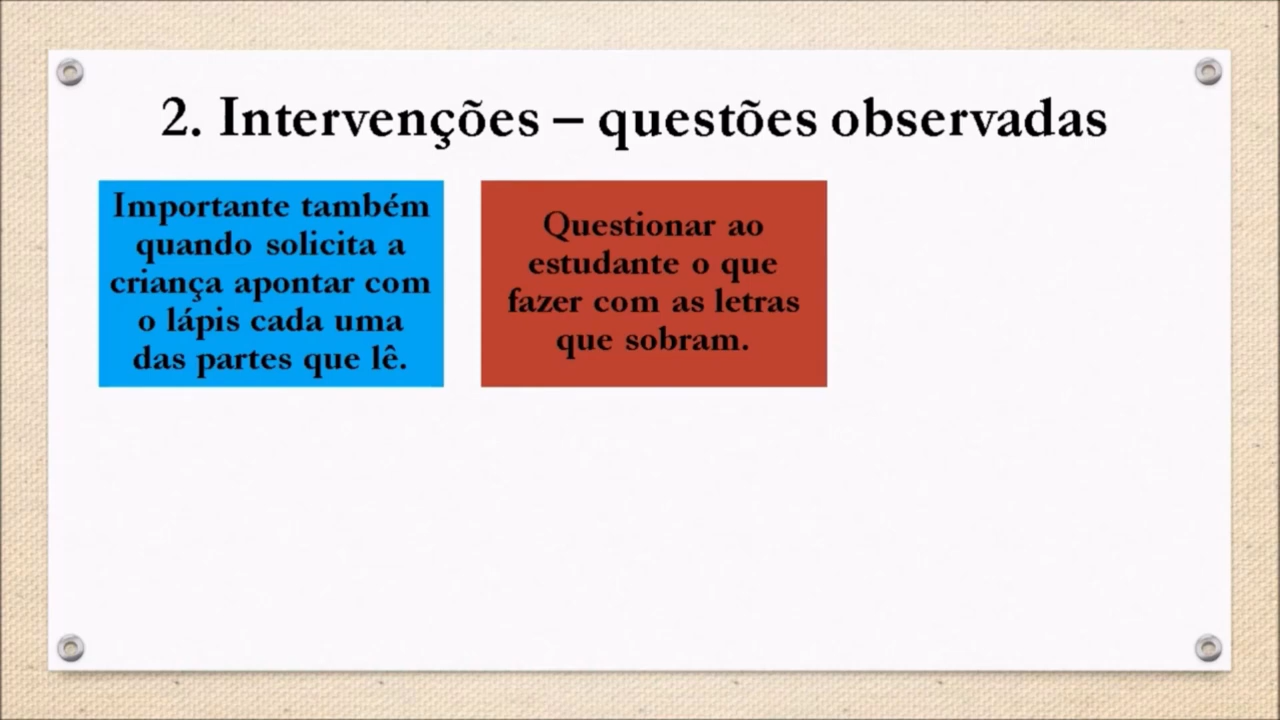 2. Intervenções – questões observadas
Importante também
quando solicita a
criança apontar com
o lápis cada uma
das partes que lê.
Questionar ao
estudante o que
fazer com as letras
que sobram.